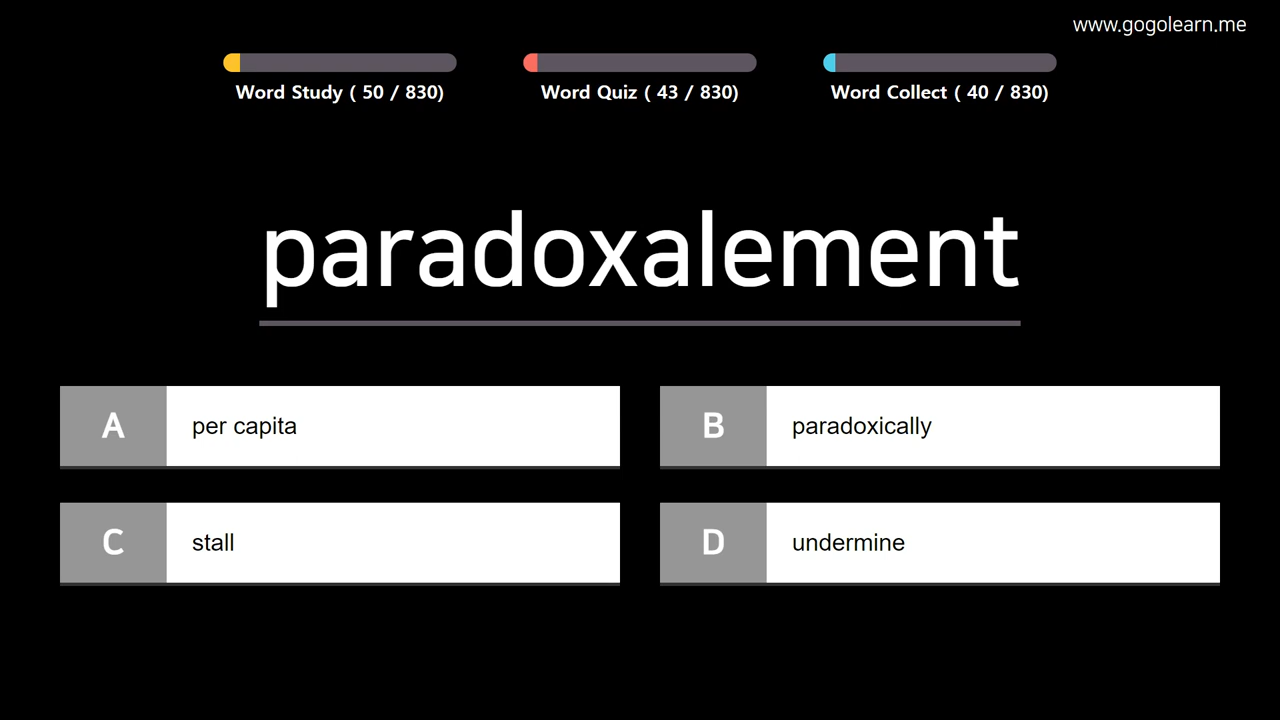 www.gogolearn.me
Word Study ( 50 / 830)
Word Quiz ( 43 / 830)
Word Collect ( 40 / 830)
paradoxalement
A per capita
B paradoxically
C stall
D undermine